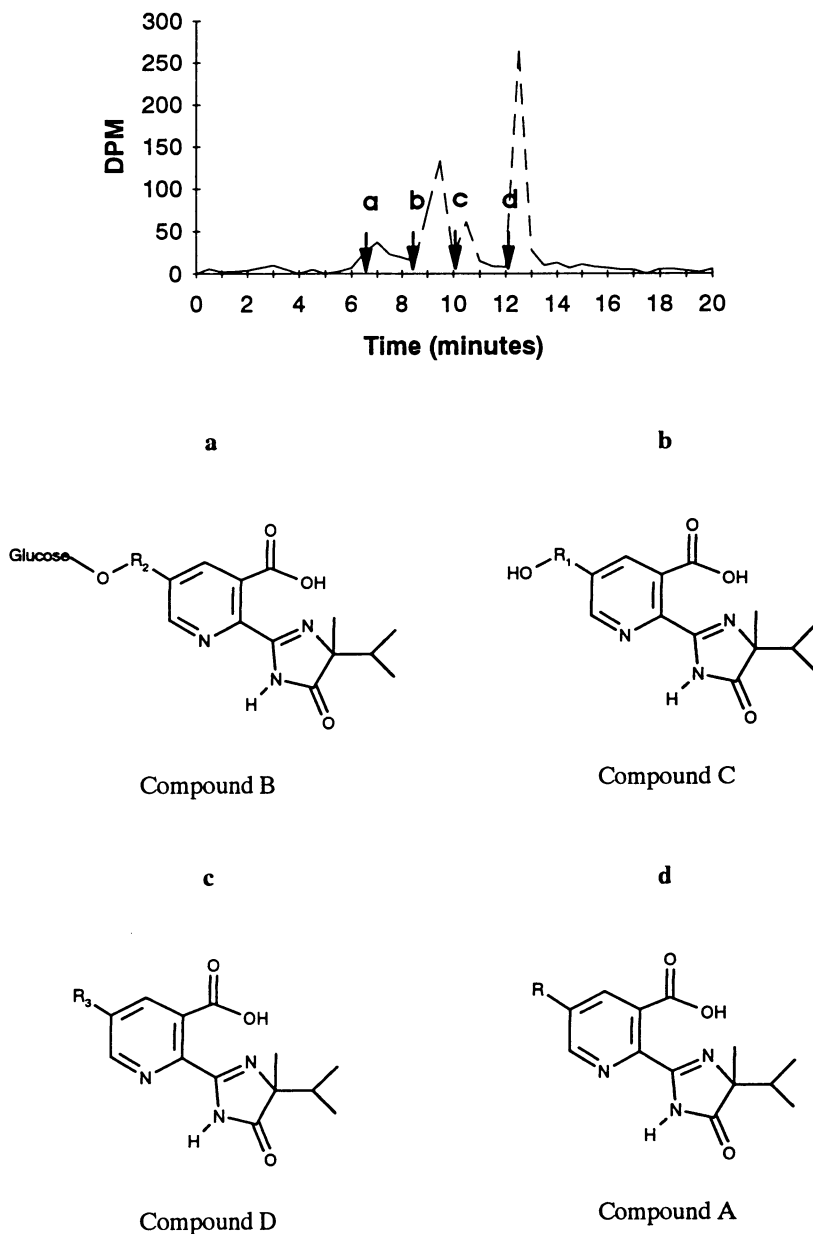 300
250
200
150
100
50
0
DPM
a
b
c
d
0 2 4 6 8 10 12 14 16 18 20
Time (minutes)
a
b
Glucose
O
R2
O
OH
N
N
N
H
O
Compound B
HO
R1
O
OH
N
N
N
H
O
Compound C
c
d
R3
O
OH
N
N
N
H
O
Compound D
R
O
OH
N
N
N
H
O
Compound A